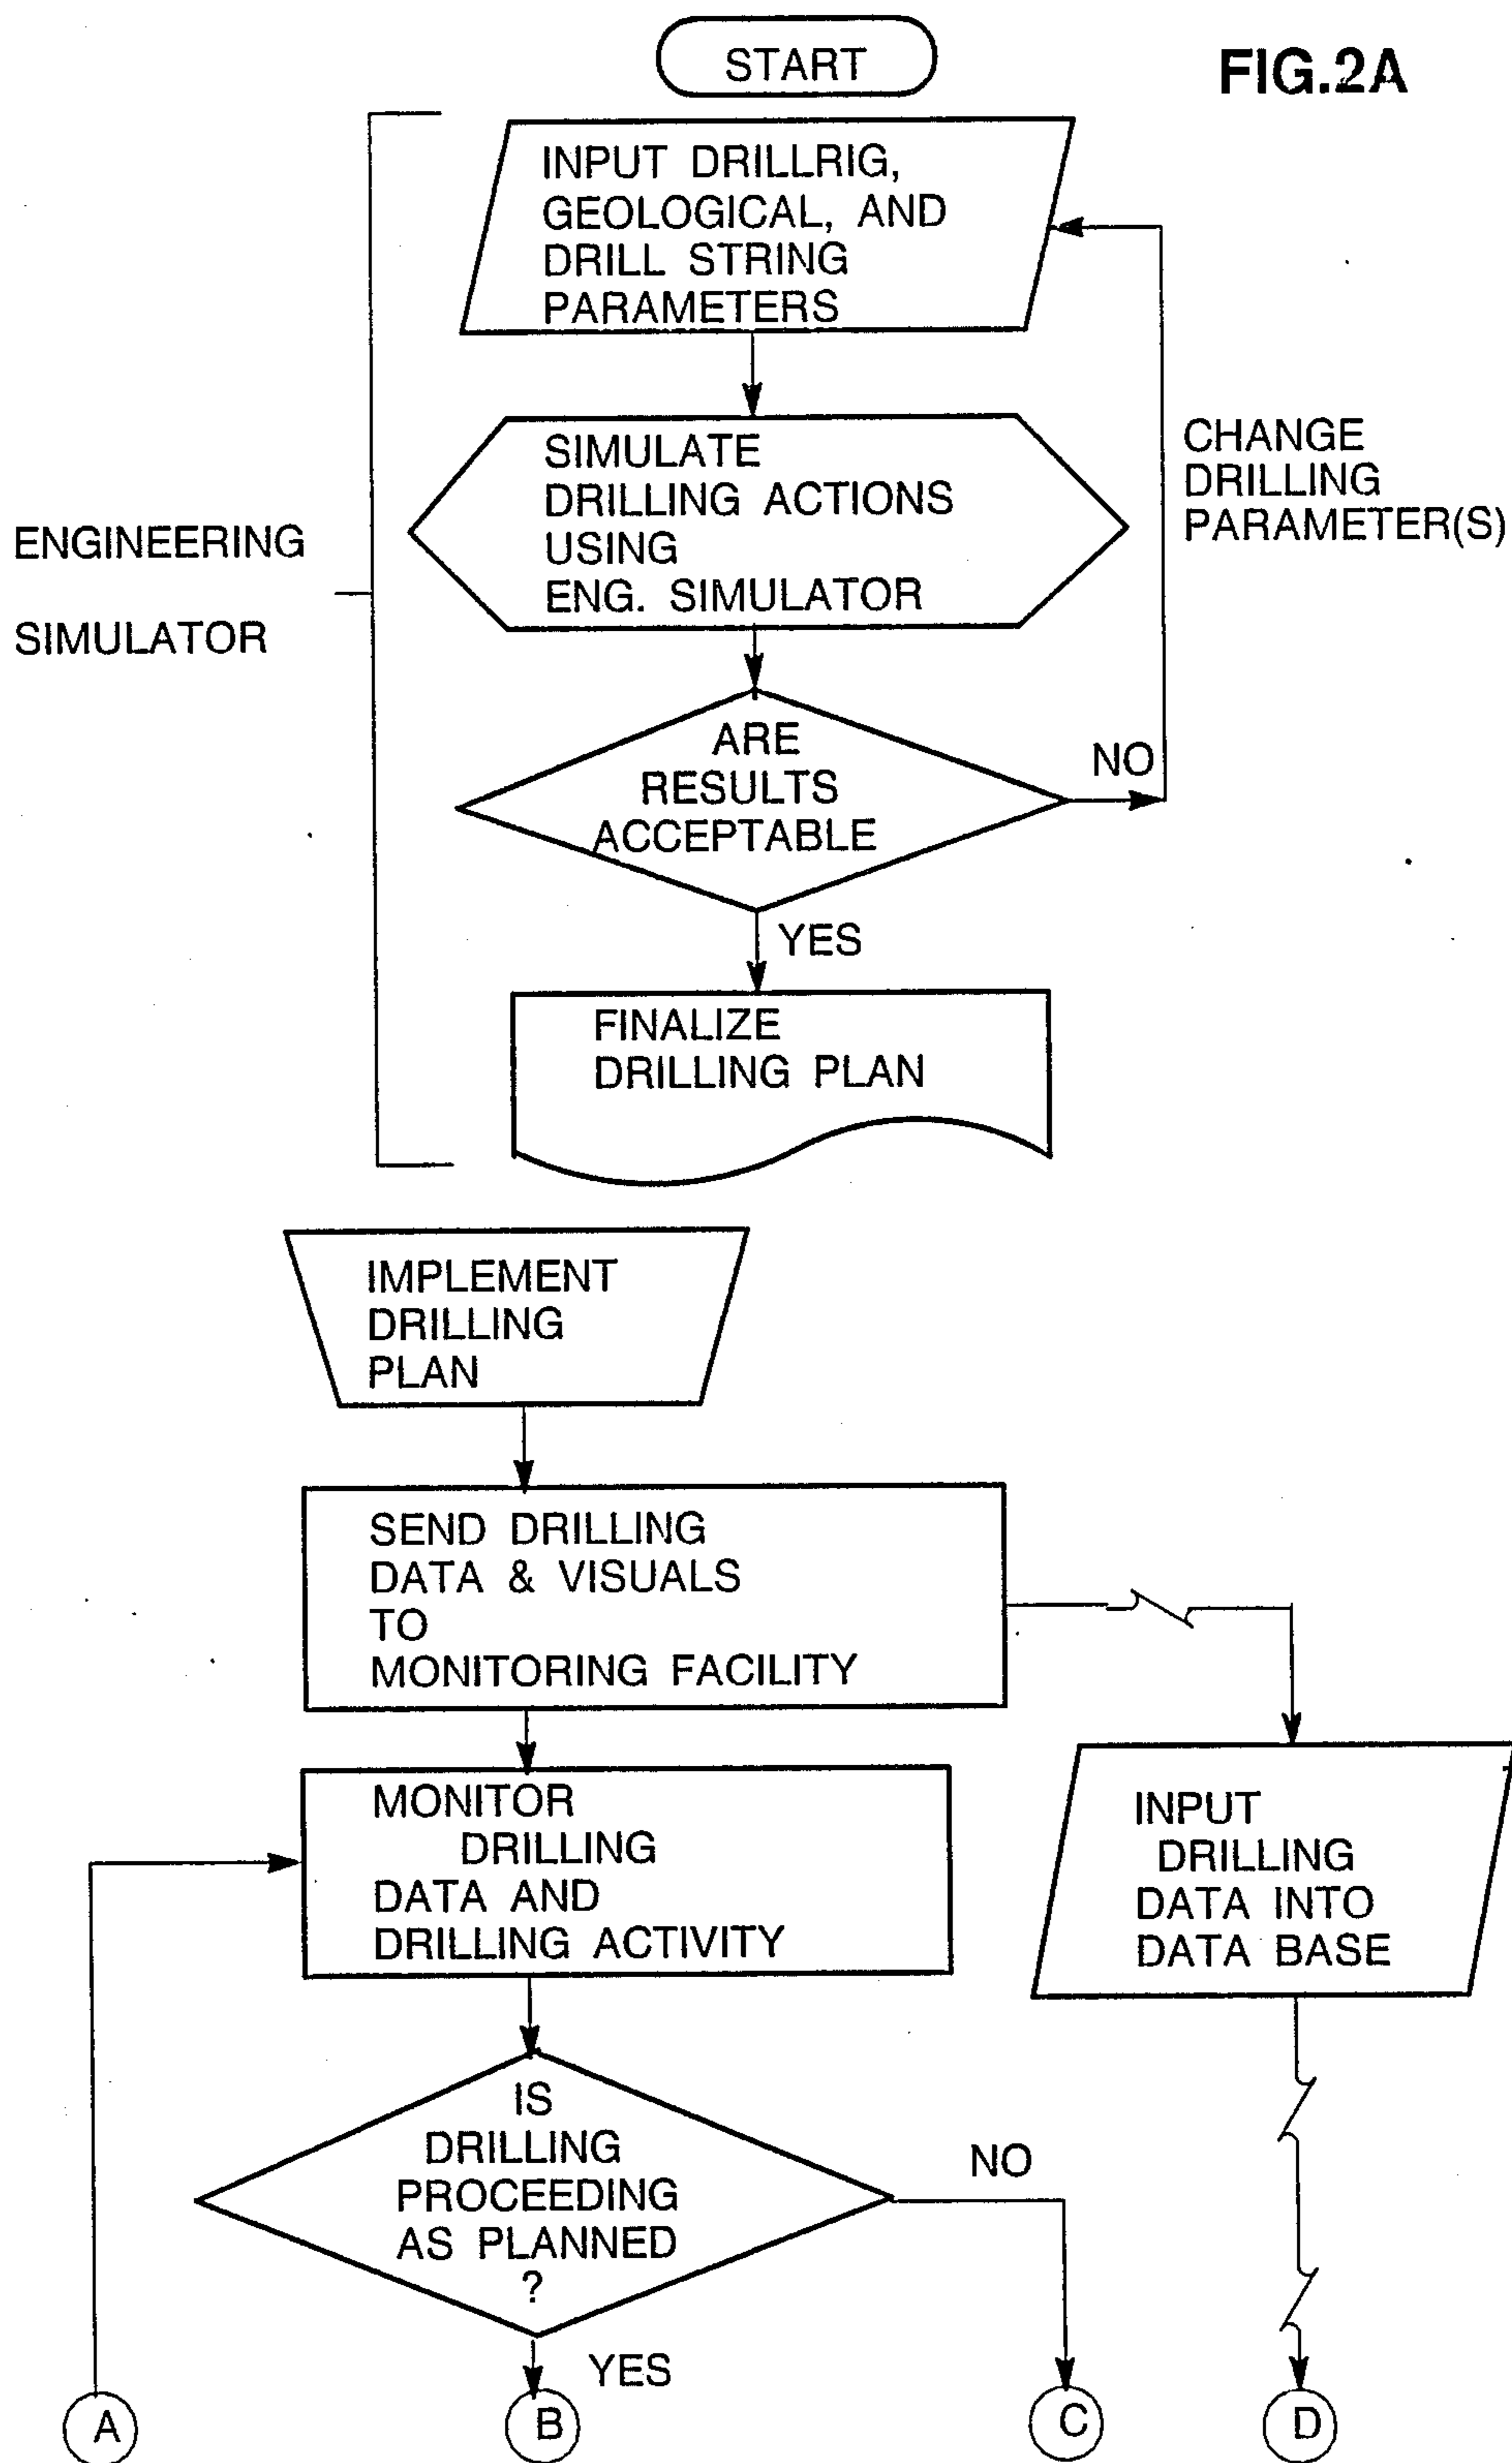 START
FIG.2A
INPUT DRILLRIG,
GEOLOGICAL, AND
DRILL STRING
PARAMETERS
SIMULATE
DRILLING ACTIONS
USING
ENG. SIMULATOR
CHANGE
DRILLING
PARAMETER(S)
ENGINEERING
SIMULATOR
ARE
RESULTS
ACCEPTABLE
NO
YES
FINALIZE
DRILLING PLAN
IMPLEMENT
DRILLING
PLAN
SEND DRILLING
DATA & VISUALS
TO
MONITORING FACILITY
MONITOR
DRILLING
DATA AND
DRILLING ACTIVITY
INPUT
DRILLING
DATA INTO
DATA BASE
IS
DRILLING
PROCEEDING
AS PLANNED
?
NO
YES
A
B
C
D